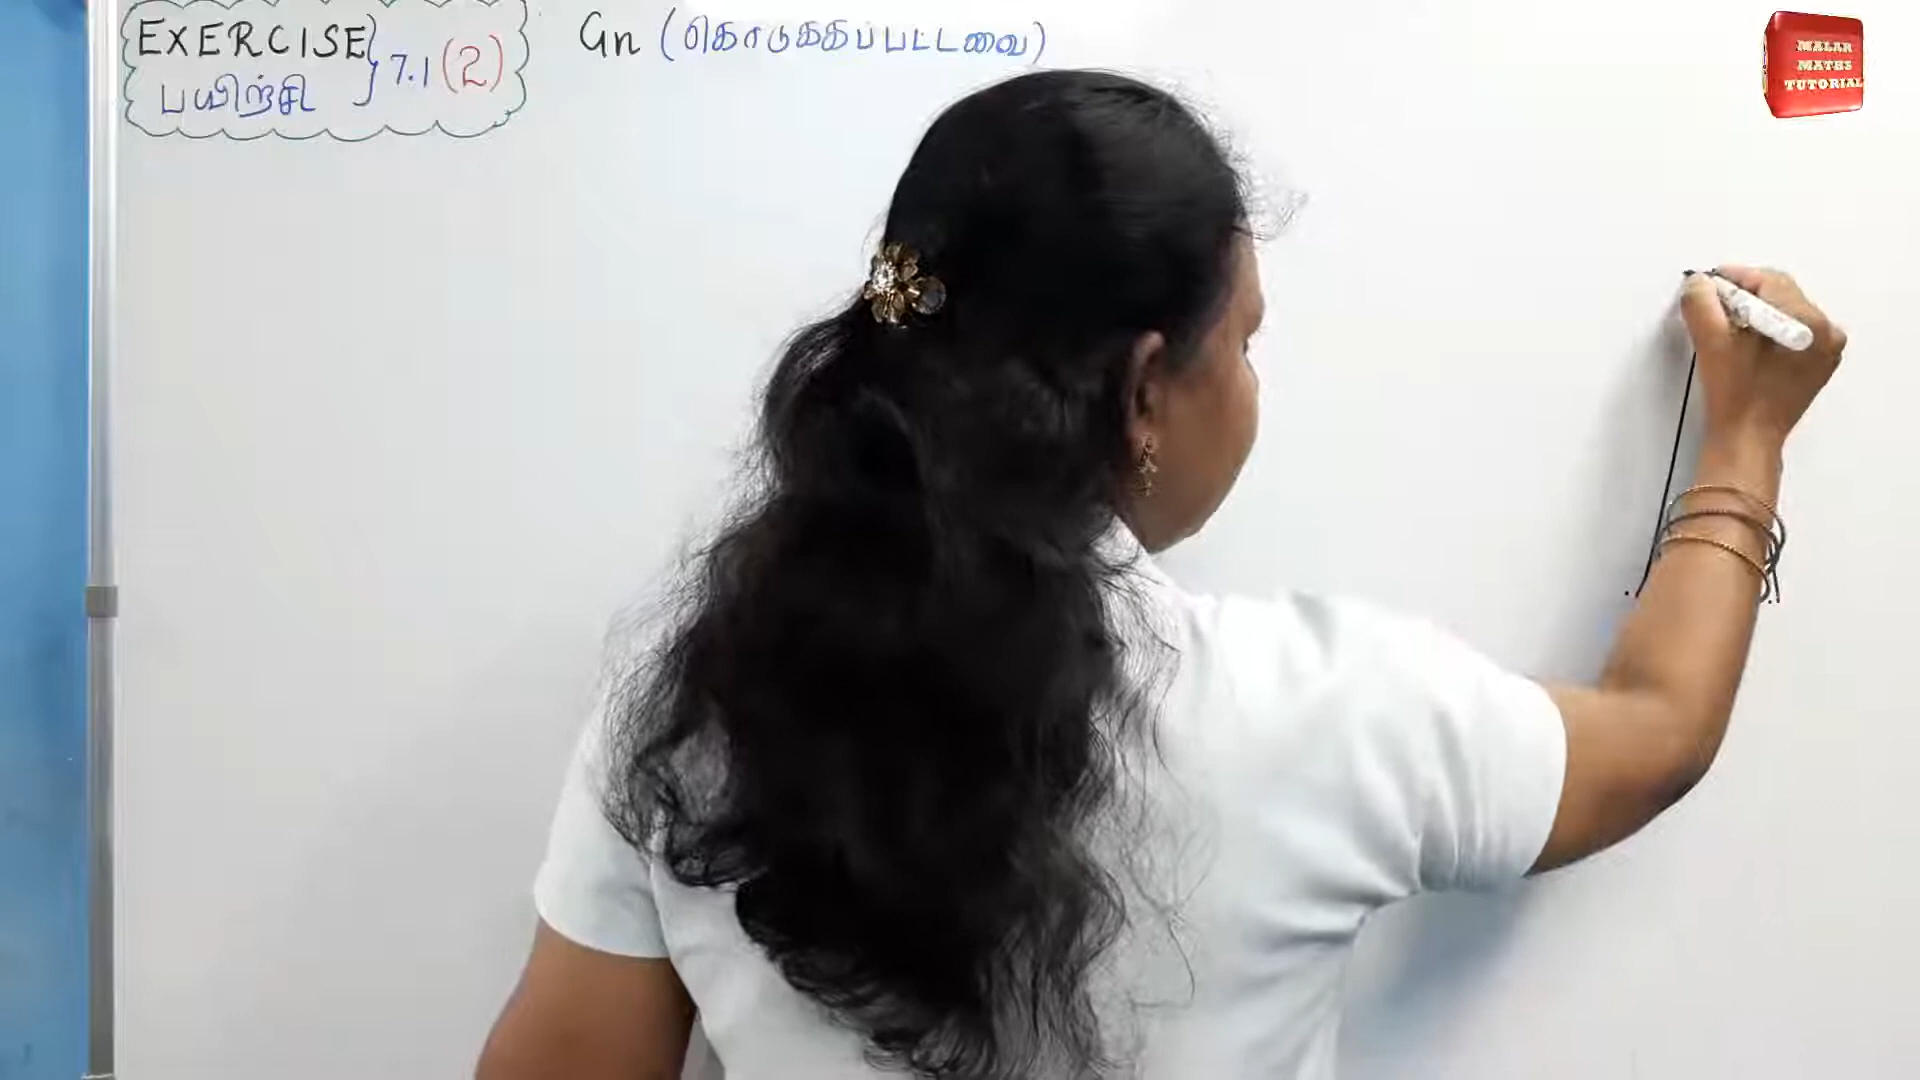 EXERCISE
பயிற்சி } 7.1 (2)
Gn (கொடுக்கப்பட்டவை)
MALAR
MATHS
TUTORIAL